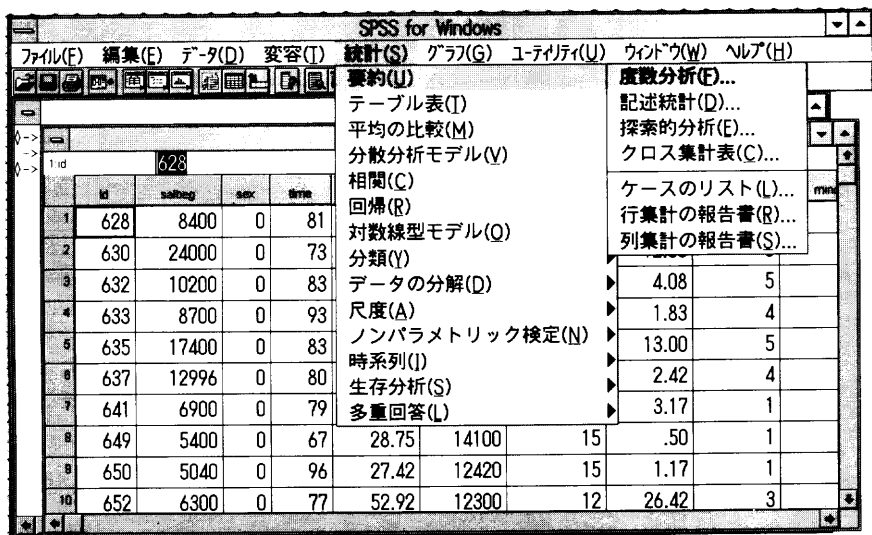 SPSS for Windows
ファイル(F) 編集(E) データ(D) 変容(T) 統計(S) グラフ(G) ユーティリティ(U) ウィンドウ(W) ヘルプ(H)
要約(U)
テーブル表(T)
平均の比較(M)
分散分析モデル(V)
相関(C)
回帰(R)
対数線型モデル(O)
分類(Y)
データの分解(D)
尺度(A)
ノンパラメトリック検定(N)
時系列(I)
生存分析(S)
多重回答(L)
度数分析(F)...
記述統計(D)...
探索的分析(E)...
クロス集計表(C)...
ケースのリスト(L)...
行集計の報告書(R)...
列集計の報告書(S)...
1 id 628
id salbeg sex time
1 628 8400 0 81
2 630 24000 0 73
3 632 10200 0 83 4.08 5
4 633 8700 0 93 1.83 4
5 635 17400 0 83 13.00 5
6 637 12996 0 80 2.42 4
7 641 6900 0 79 3.17 1
8 649 5400 0 67 28.75 14100 15 .50 1
9 650 5040 0 96 27.42 12420 15 1.17 1
10 652 6300 0 77 52.92 12300 12 26.42 3